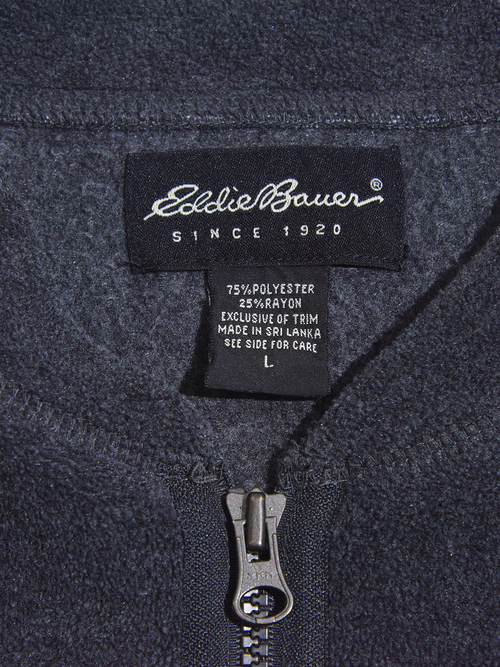 Eddie Bauer®
SINCE 1920
75%POLYESTER
25%RAYON
EXCLUSIVE OF TRIM
MADE IN SRI LANKA
SEE SIDE FOR CARE
L